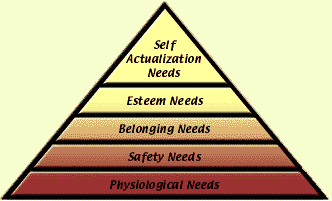 Self
Actualization
Needs
Esteem Needs
Belonging Needs
Safety Needs
Physiological Needs